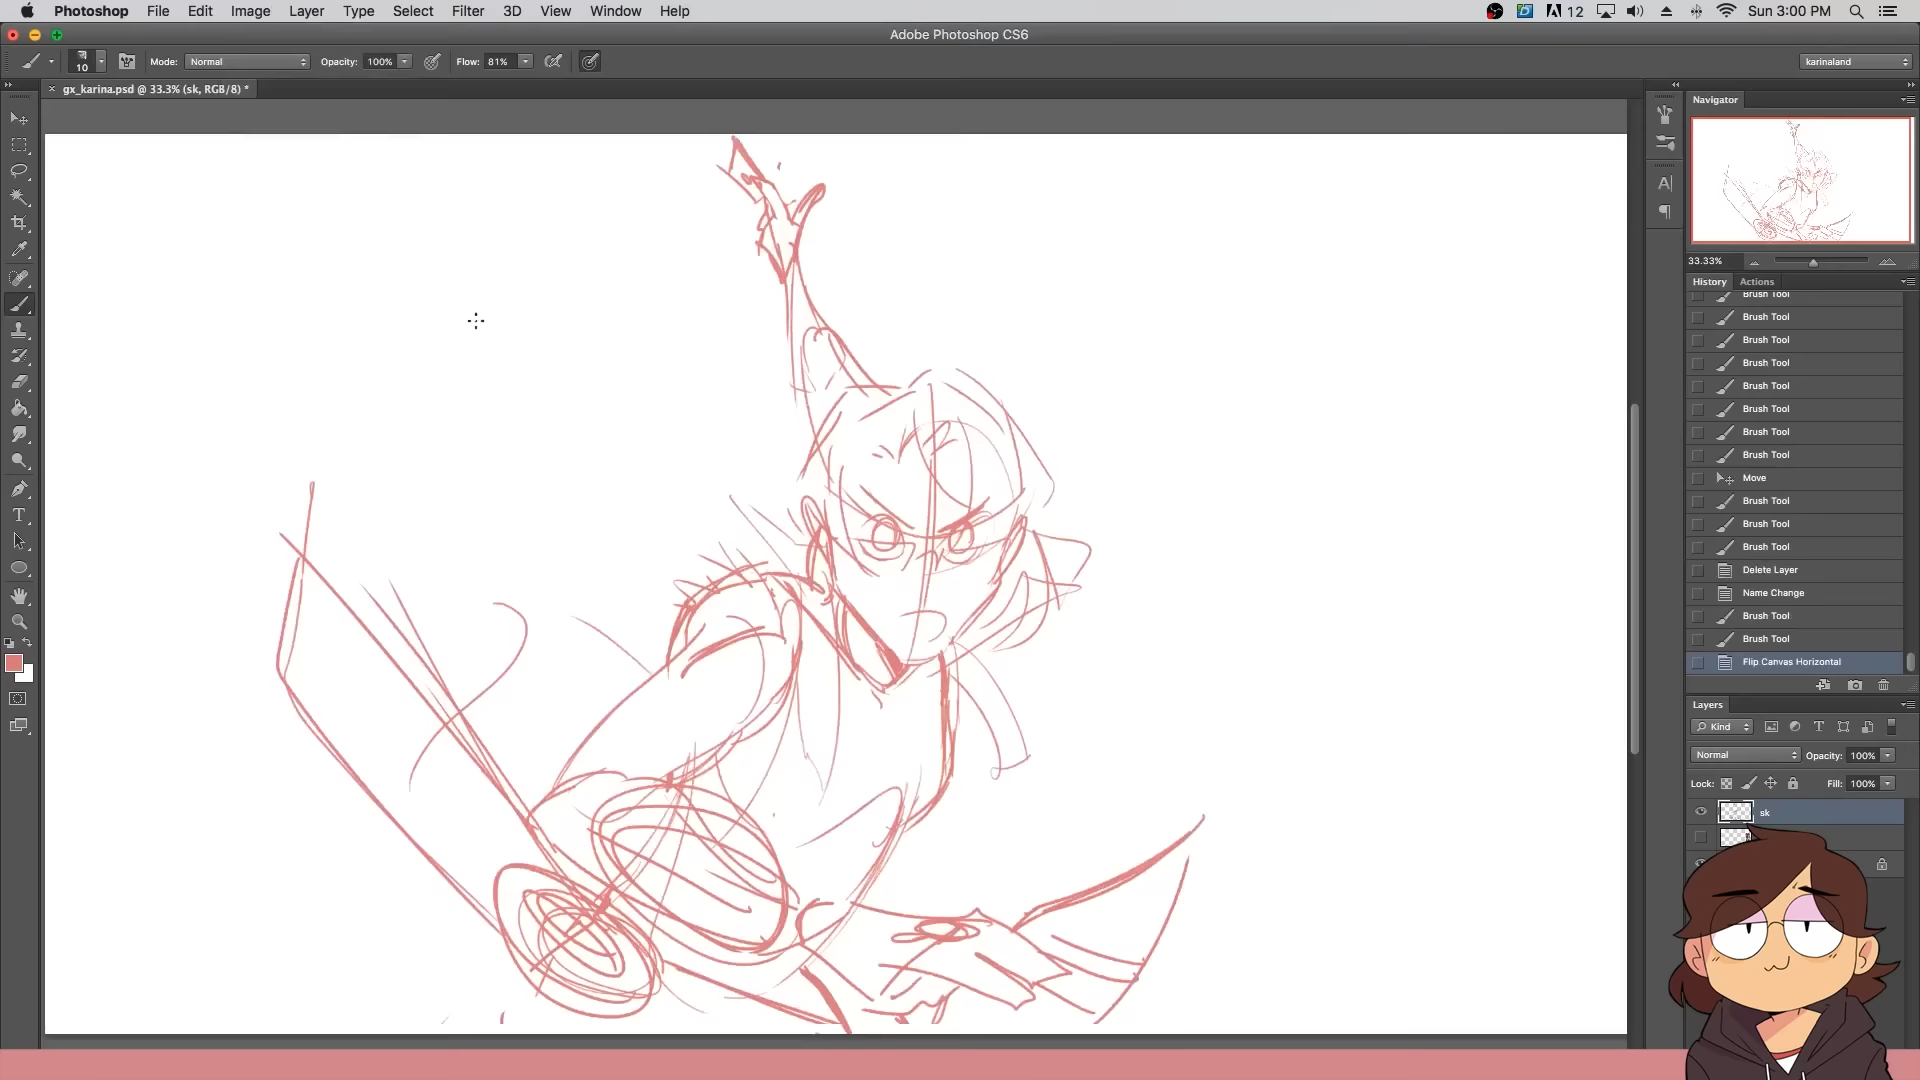 Photoshop File Edit Image Layer Type Select Filter 3D View Window Help 12 Sun 3:00 PM
Adobe Photoshop CS6
10 Mode: Normal Opacity: 100% Flow: 81% karinaland
gx_karina.psd @ 33.3% (sk, RGB/8) *
Navigator
33.33%
History Actions
Brush Tool
Brush Tool
Brush Tool
Brush Tool
Brush Tool
Brush Tool
Brush Tool
Brush Tool
Move
Brush Tool
Brush Tool
Brush Tool
Delete Layer
Name Change
Brush Tool
Brush Tool
Flip Canvas Horizontal
Layers
Kind
Normal Opacity: 100%
Lock: Fill: 100%
sk